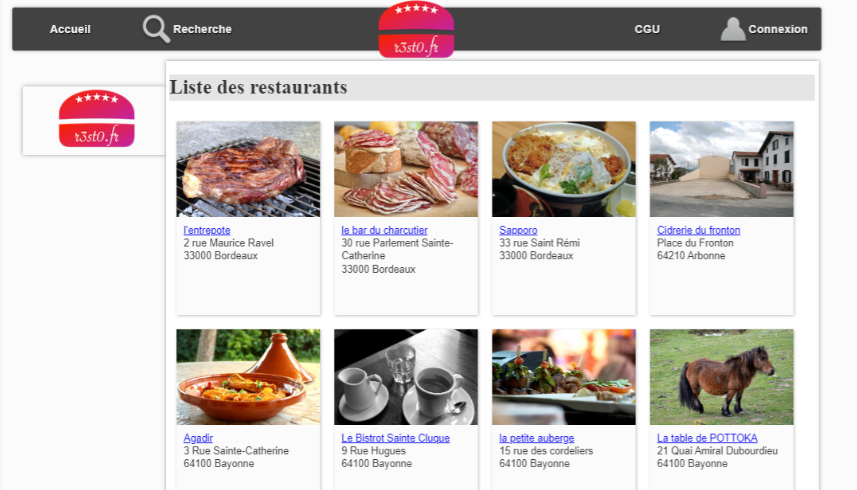 Accueil
Recherche
r3st0.fr
CGU
Connexion
r3st0.fr
Liste des restaurants
l'entrepote
2 rue Maurice Ravel
33000 Bordeaux
le bar du charcutier
30 rue Parlement Sainte-
Catherine
33000 Bordeaux
Sapporo
33 rue Saint Rémi
33000 Bordeaux
Cidrerie du fronton
Place du Fronton
64210 Arbonne
Agadir
3 Rue Sainte-Catherine
64100 Bayonne
Le Bistrot Sainte Cluque
9 Rue Hugues
64100 Bayonne
la petite auberge
15 rue des cordeliers
64100 Bayonne
La table de POTTOKA
21 Quai Amiral Dubourdieu
64100 Bayonne